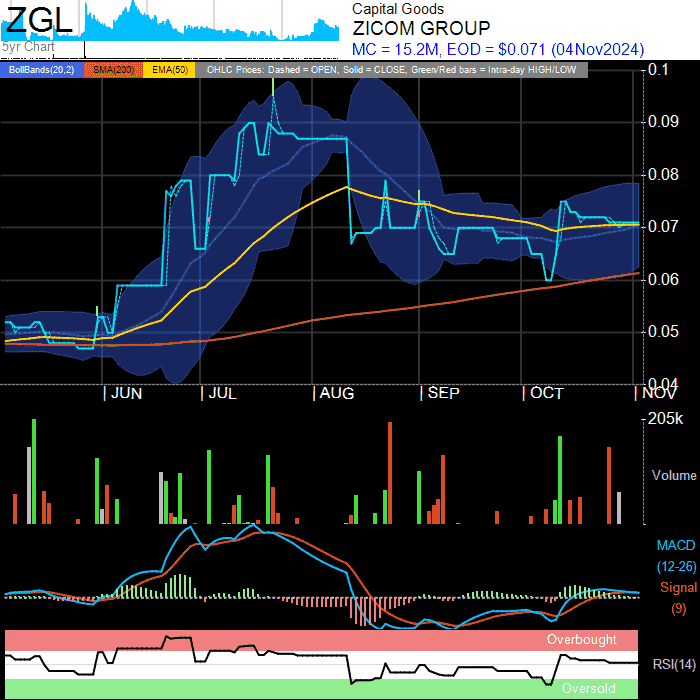 ZGL
5yr Chart
Capital Goods
ZICOM GROUP
MC = 15.2M, EOD = $0.071 (04Nov2024)
BollBands(20,2) SMA(200) EMA(50) OHLC Prices: Dashed = OPEN, Solid = CLOSE, Green/Red bars = Intra-day HIGH/LOW
0.1
0.09
0.08
0.07
0.06
0.05
0.04
JUN JUL AUG SEP OCT NOV
205k
Volume
MACD
(12-26)
Signal
(9)
Overbought
RSI(14)
Oversold